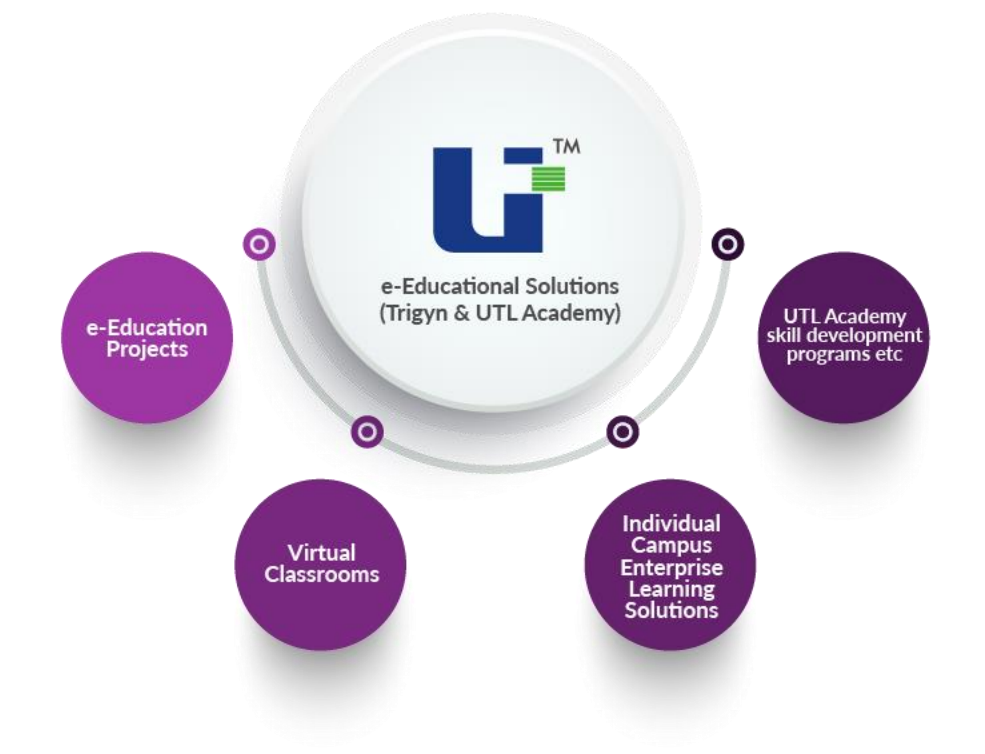 TM
e-Educational Solutions
(Trigyn & UTL Academy)
e-Education
Projects
Virtual
Classrooms
Individual
Campus
Enterprise
Learning
Solutions
UTL Academy
skill development
programs etc